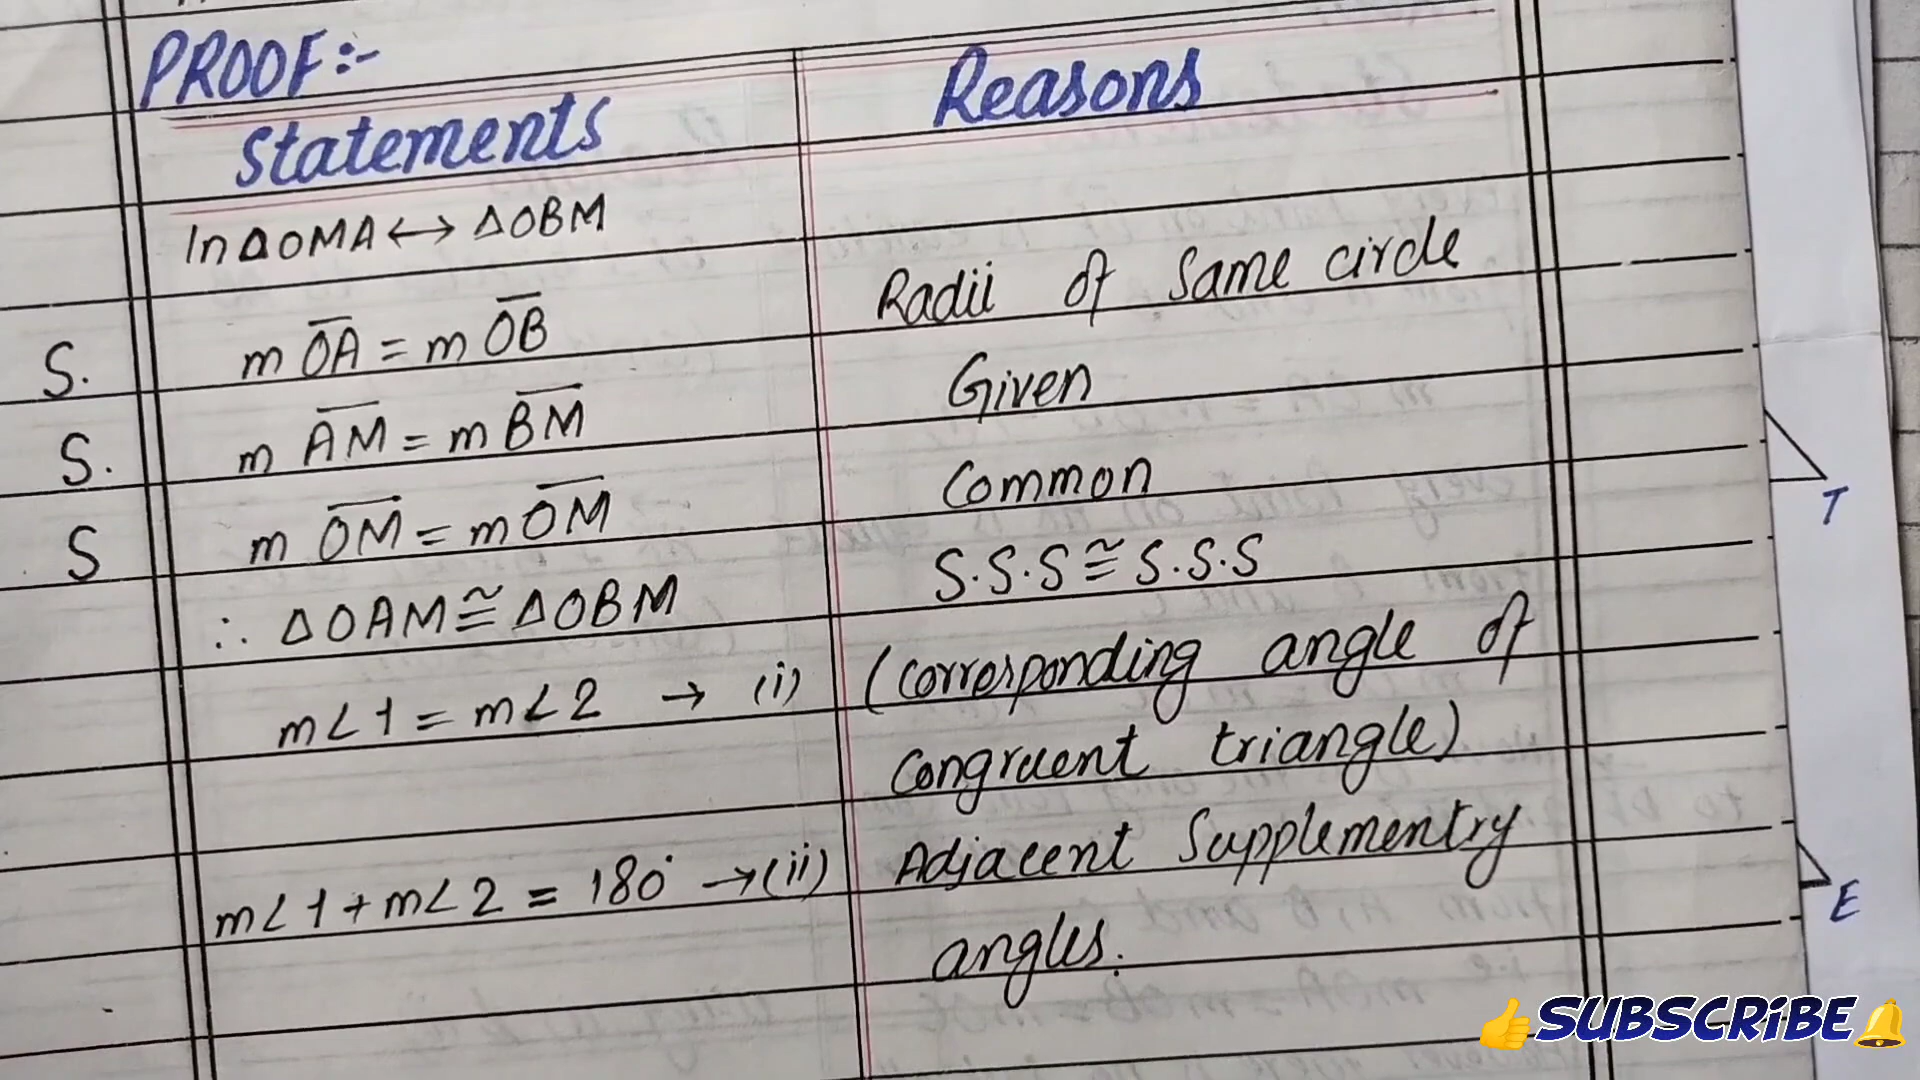 PROOF:-
Statements
Reasons
In ΔOMA ↔ ΔOBM
S. m OA = m OB
Radii of same circle
S. m AM = m BM
Given
S m OM = m OM
Common
∴ ΔOAM ≅ ΔOBM
S.S.S ≅ S.S.S
m∠1 = m∠2 → (i)
(Corresponding angle of
congruent triangle)
m∠1 + m∠2 = 180° → (ii)
Adjacent Supplementry
angles.
T
E
👍SUBSCRiBE🔔